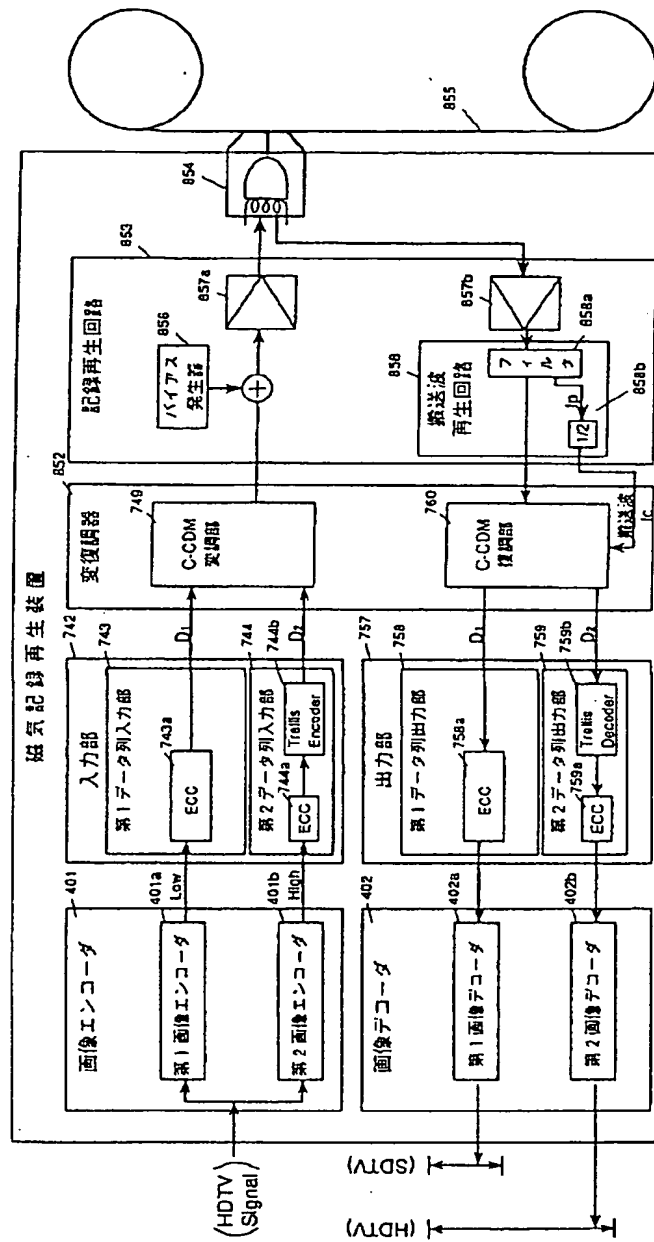 磁気記録再生装置
(HDTV
Signal)
401
画像エンコーダ
401a
第1画像エンコーダ
401b
第2画像エンコーダ
Low
High
742
入力部
743
第1データ列入力部
743a
ECC
744
第2データ列入力部
744a
ECC
744b
Trellis
Encoder
D1
D2
852
変復調器
749
C-CDM
変調部
853
記録再生回路
856
バイアス
発生器
+
857a
854
855
857b
858
搬送波
再生回路
858a
フィルタ
fp
1/2
858b
760
C-CDM
復調部
搬送波
fc
D1
D2
757
出力部
758
第1データ列出力部
758a
ECC
759
第2データ列出力部
759a
ECC
759b
Trellis
Decoder
402
画像デコーダ
402a
第1画像デコーダ
402b
第2画像デコーダ
(SDTV)
(HDTV)